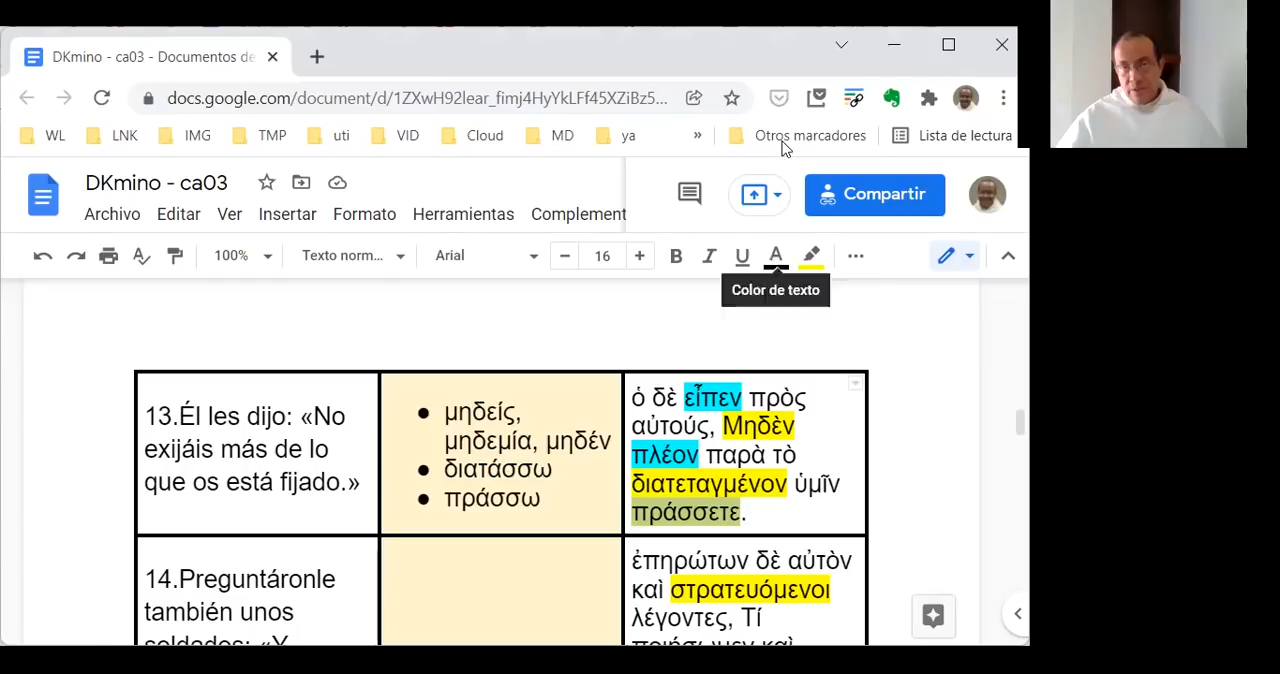 DKmino - ca03 - Documentos de
docs.google.com/document/d/1ZXwH92lear_fimj4HyYkLFf45XZiBz5...
WL LNK IMG TMP uti VID Cloud MD ya » Otros marcadores Lista de lectura
DKmino - ca03
Compartir
Archivo Editar Ver Insertar Formato Herramientas Complement
100% Texto norm... Arial 16 B I U A
Color de texto
13.Él les dijo: «No
exijáis más de lo
que os está fijado.»
● μηδείς,
μηδεμία, μηδέν
● διατάσσω
● πράσσω
ὁ δὲ εἶπεν πρὸς
αὐτούς, Μηδὲν
πλέον παρὰ τὸ
διατεταγμένον ὑμῖν
πράσσετε.
14.Preguntáronle
también unos
soldados: «Y
ἐπηρώτων δὲ αὐτὸν
καὶ στρατευόμενοι
λέγοντες, Τί
ποιήσωμεν καὶ